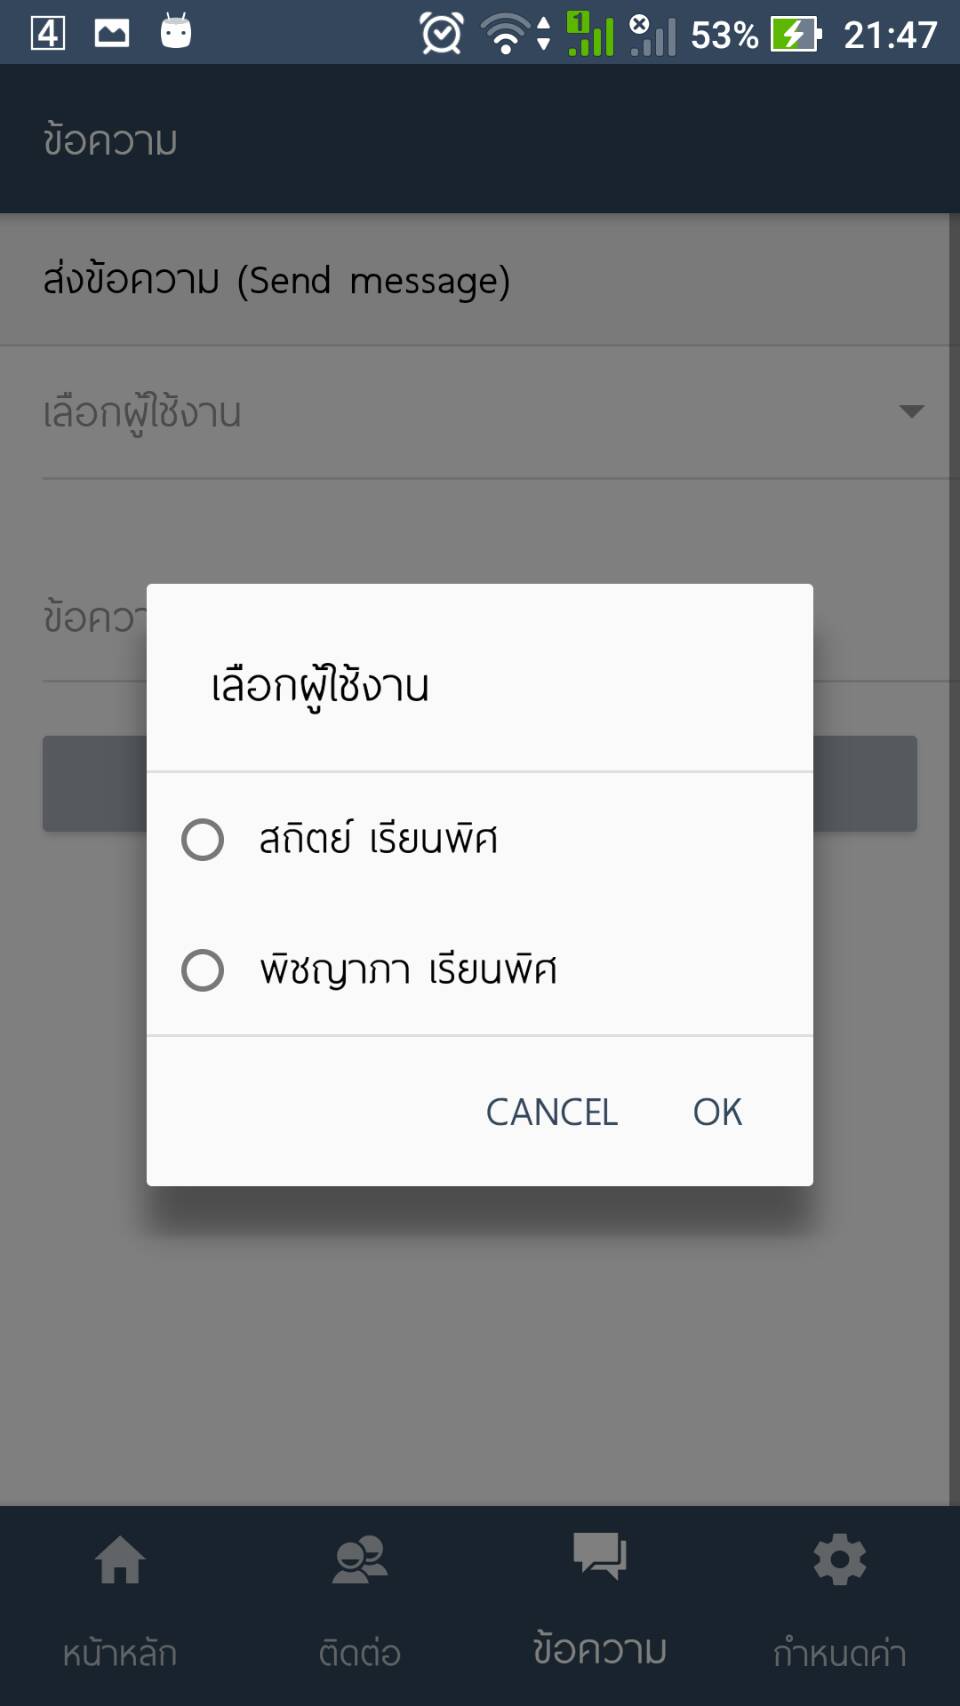 4 1 53% 21:47
ข้อความ
ส่งข้อความ (Send message)
เลือกผู้ใช้งาน
เลือกผู้ใช้งาน
สถิตย์ เรียนพิศ
พิชญาภา เรียนพิศ
CANCEL OK
หน้าหลัก ติดต่อ ข้อความ กำหนดค่า